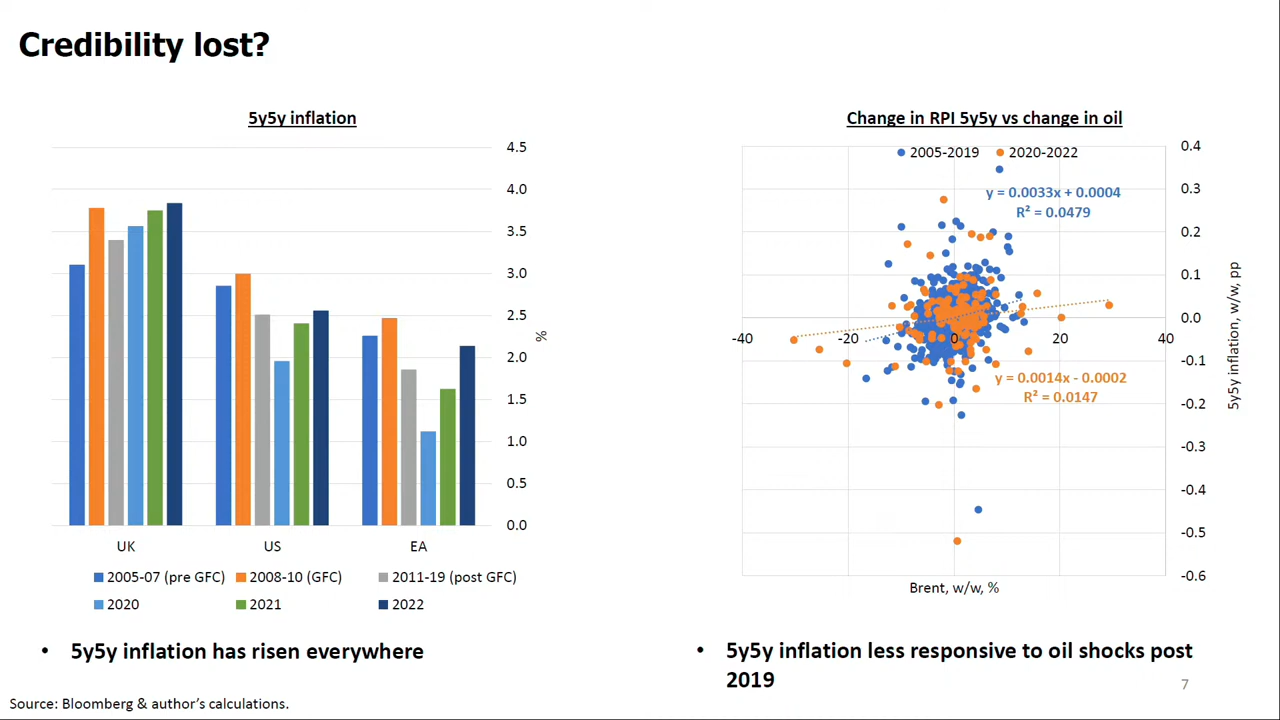 Credibility lost?
5y5y inflation
4.5
4.0
3.5
3.0
2.5
2.0
1.5
1.0
0.5
0.0
%
UK US EA
2005-07 (pre GFC) 2008-10 (GFC) 2011-19 (post GFC)
2020 2021 2022
• 5y5y inflation has risen everywhere
Change in RPI 5y5y vs change in oil
2005-2019 2020-2022
y = 0.0033x + 0.0004
R² = 0.0479
0.4
0.3
0.2
0.1
0.0
-0.1
-0.2
-0.3
-0.4
-0.5
-0.6
5y5y inflation, w/w, pp
-40 -20 0 20 40
y = 0.0014x - 0.0002
R² = 0.0147
Brent, w/w, %
• 5y5y inflation less responsive to oil shocks post
2019
7
Source: Bloomberg & author's calculations.